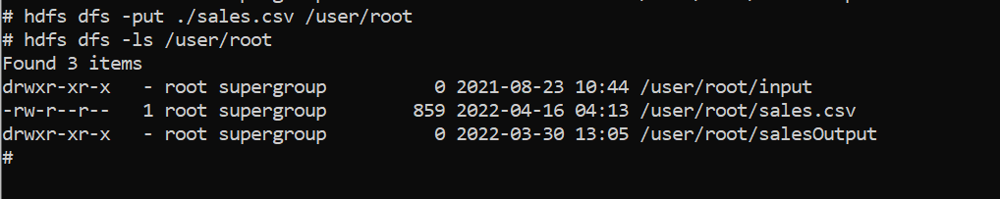 # hdfs dfs -put ./sales.csv /user/root
# hdfs dfs -ls /user/root
Found 3 items
drwxr-xr-x   - root supergroup          0 2021-08-23 10:44 /user/root/input
-rw-r--r--   1 root supergroup        859 2022-04-16 04:13 /user/root/sales.csv
drwxr-xr-x   - root supergroup          0 2022-03-30 13:05 /user/root/salesOutput
#